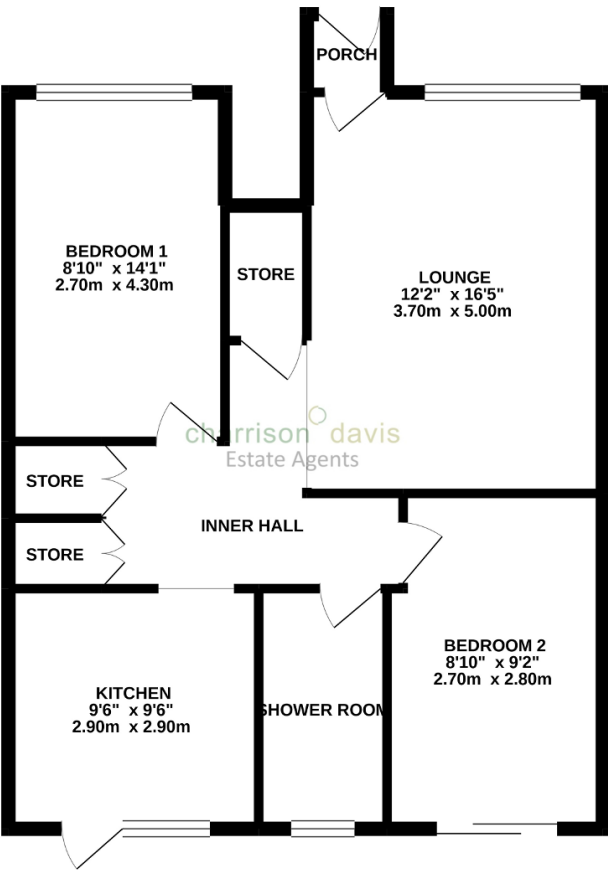 PORCH
BEDROOM 1
8'10" x 14'1"
2.70m x 4.30m
STORE
LOUNGE
12'2" x 16'5"
3.70m x 5.00m
charrison davis
Estate Agents
STORE
INNER HALL
STORE
BEDROOM 2
8'10" x 9'2"
2.70m x 2.80m
KITCHEN
9'6" x 9'6"
2.90m x 2.90m
SHOWER ROOM